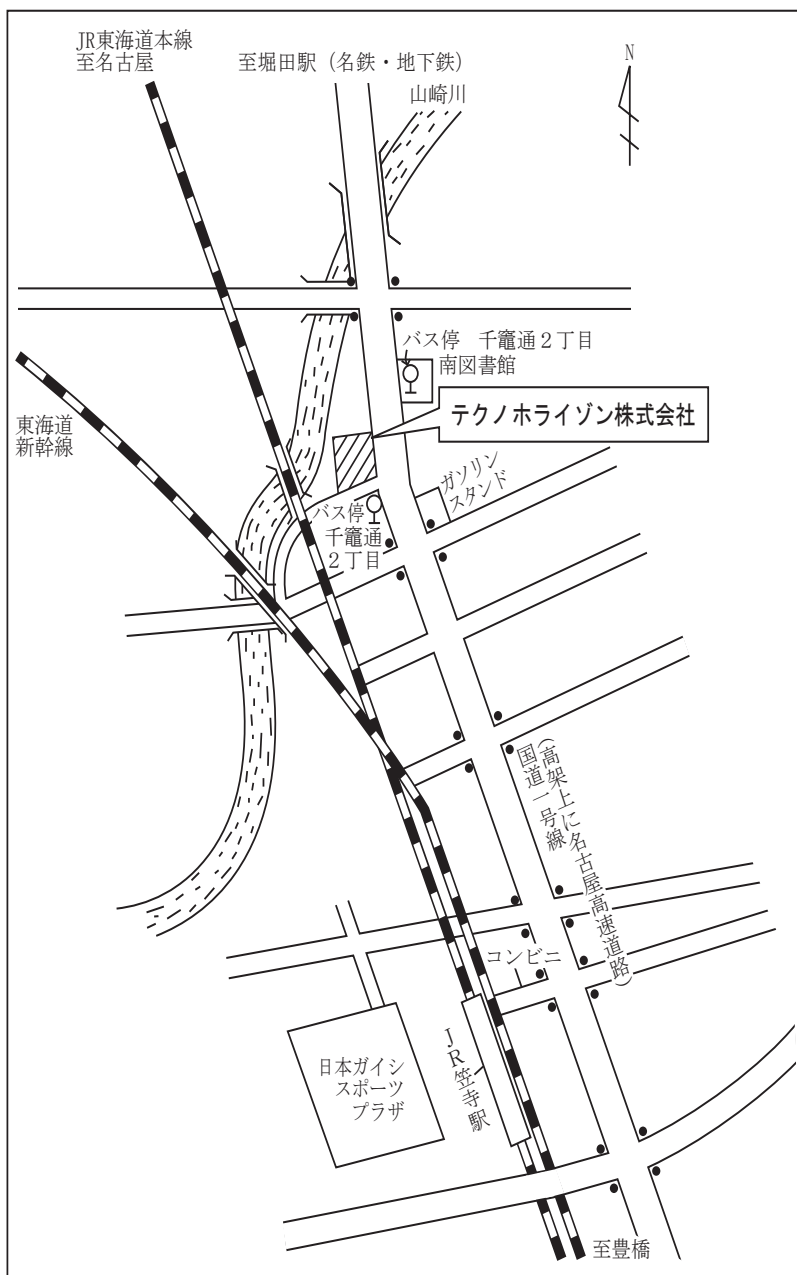 JR東海道本線
至名古屋
至堀田駅（名鉄・地下鉄）
山崎川
N
バス停　千竈通２丁目
南図書館
テクノホライゾン株式会社
東海道
新幹線
ガソリン
スタンド
バス停
千竈通
２丁目
国道一号線
（高架上に名古屋高速道路）
コンビニ
JR笠寺駅
日本ガイシ
スポーツ
プラザ
至豊橋